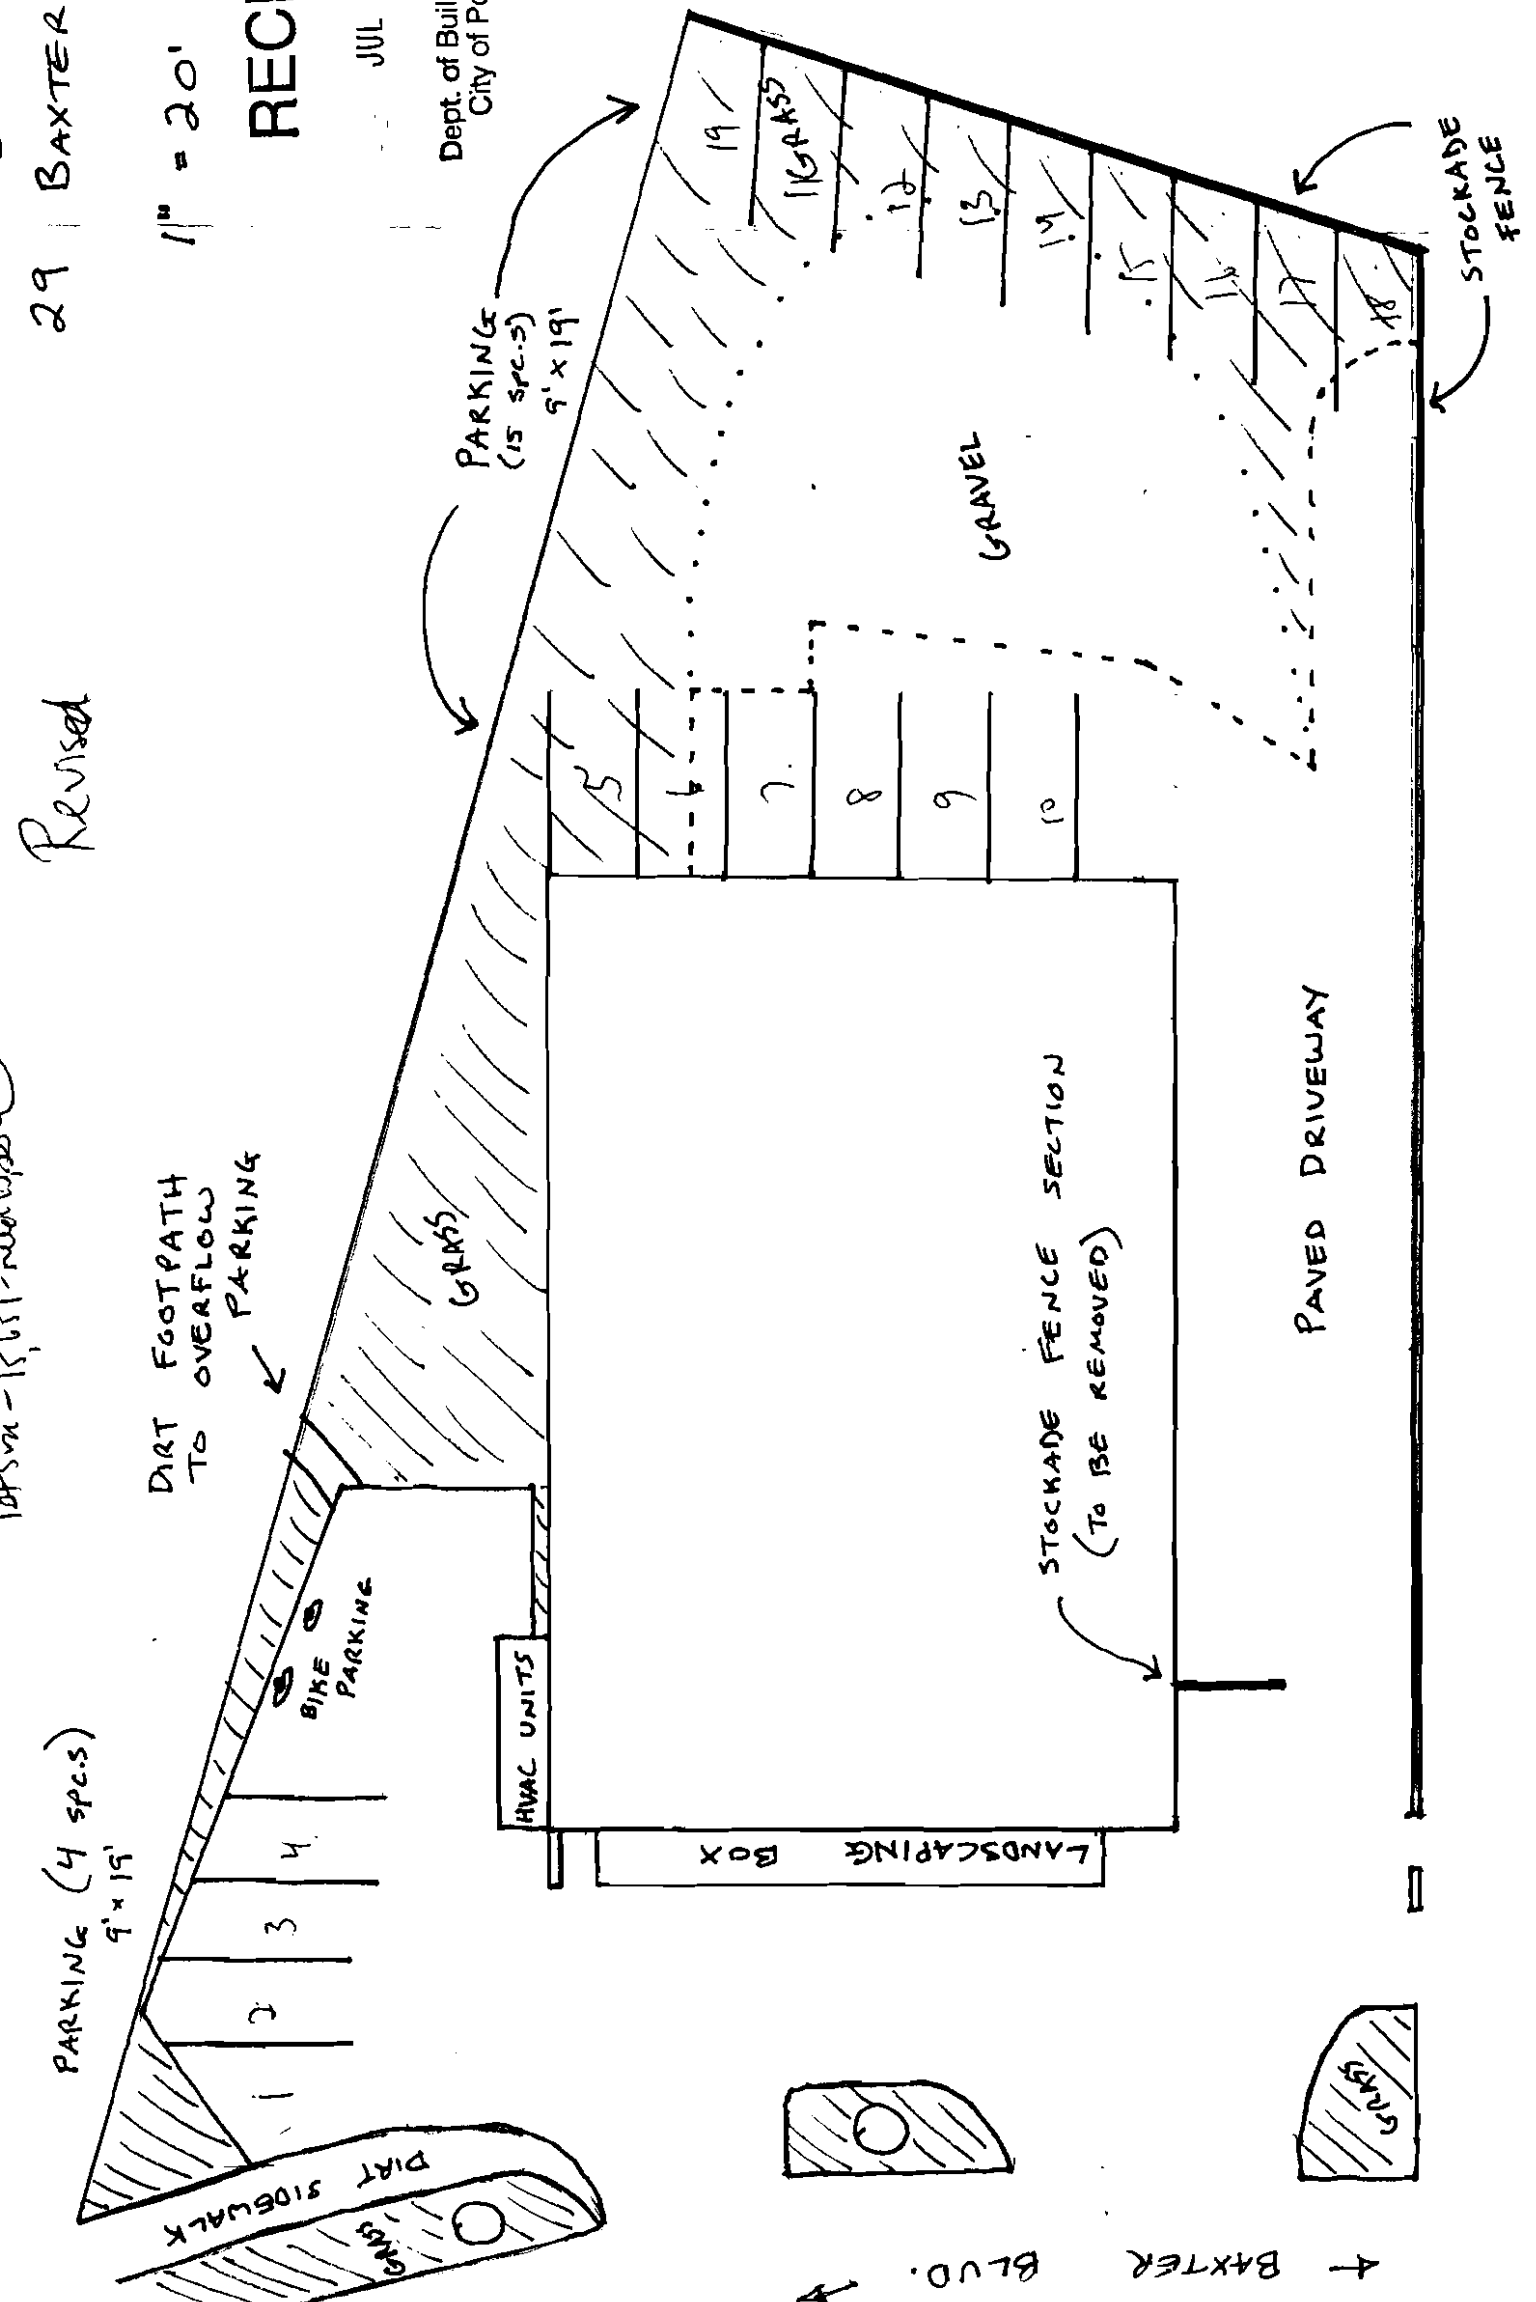 29 BAXTER
1" = 20'
RECE
JUL
Dept. of Buil
City of Po
Revised
PARKING (4 SPC.S)
9' x 19'
DIRT FOOTPATH
TO OVERFLOW
PARKING
PARKING
(15 SPC.S)
9' x 19'
BIKE
PARKING
GRASS
HVAC UNITS
1
2
3
4
5
6
7
8
9
10
19
11
GRASS
12
13
14
15
16
17
18
GRAVEL
STOCKADE
FENCE
STOCKADE FENCE SECTION
(TO BE REMOVED)
PAVED DRIVEWAY
LANDSCAPING BOX
DIRT SIDEWALK
GRASS
GRASS
← BAXTER BLVD. →